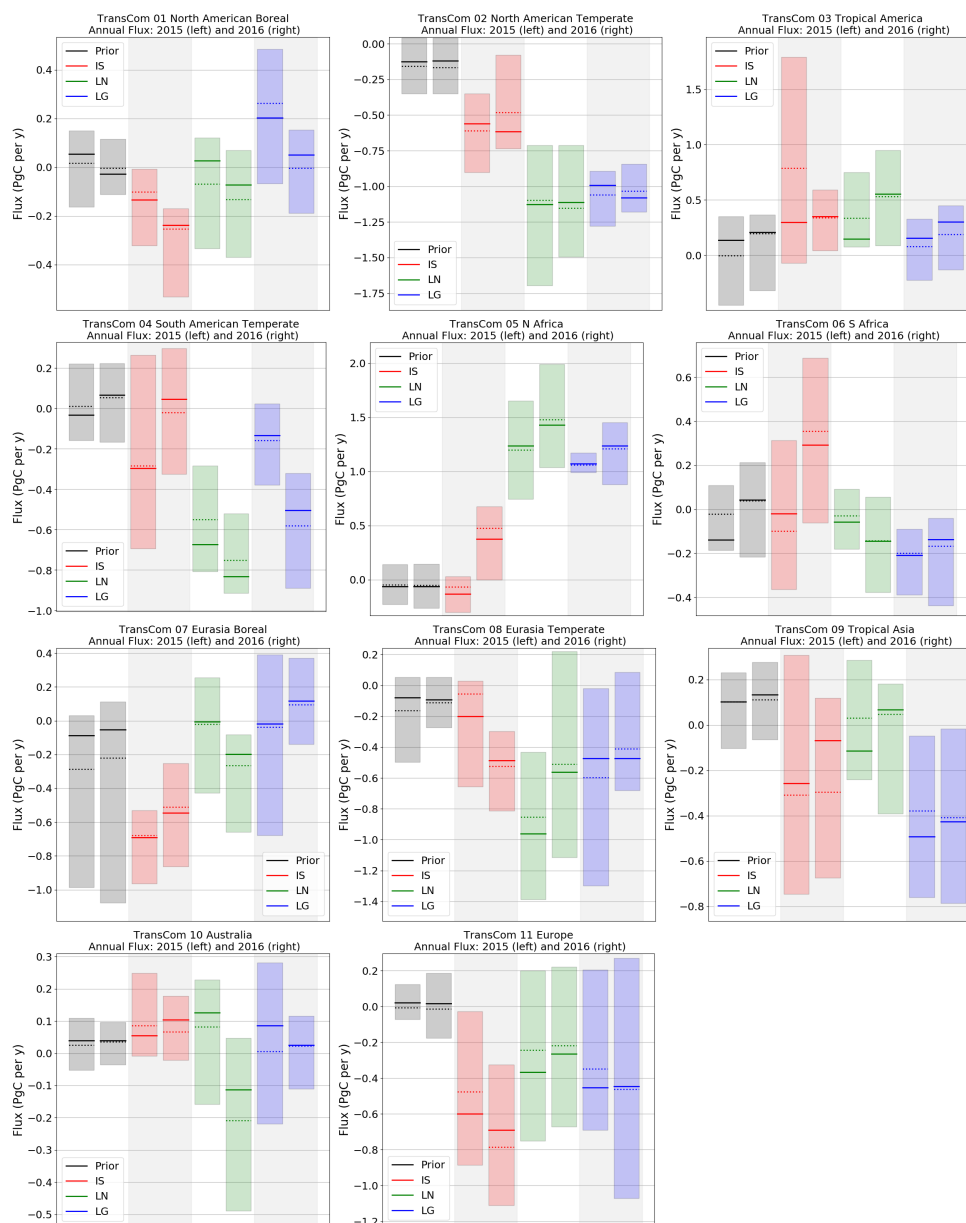 TransCom 01 North American Boreal
Annual Flux: 2015 (left) and 2016 (right)
Flux (PgC per y)
0.4
0.2
0.0
−0.2
−0.4
Prior
IS
LN
LG
TransCom 02 North American Temperate
Annual Flux: 2015 (left) and 2016 (right)
Flux (PgC per y)
0.00
−0.25
−0.50
−0.75
−1.00
−1.25
−1.50
−1.75
Prior
IS
LN
LG
TransCom 03 Tropical America
Annual Flux: 2015 (left) and 2016 (right)
Flux (PgC per y)
1.5
1.0
0.5
0.0
Prior
IS
LN
LG
TransCom 04 South American Temperate
Annual Flux: 2015 (left) and 2016 (right)
Flux (PgC per y)
0.2
0.0
−0.2
−0.4
−0.6
−0.8
−1.0
Prior
IS
LN
LG
TransCom 05 N Africa
Annual Flux: 2015 (left) and 2016 (right)
Flux (PgC per y)
2.0
1.5
1.0
0.5
0.0
Prior
IS
LN
LG
TransCom 06 S Africa
Annual Flux: 2015 (left) and 2016 (right)
Flux (PgC per y)
0.6
0.4
0.2
0.0
−0.2
−0.4
Prior
IS
LN
LG
TransCom 07 Eurasia Boreal
Annual Flux: 2015 (left) and 2016 (right)
Flux (PgC per y)
0.4
0.2
0.0
−0.2
−0.4
−0.6
−0.8
−1.0
Prior
IS
LN
LG
TransCom 08 Eurasia Temperate
Annual Flux: 2015 (left) and 2016 (right)
Flux (PgC per y)
0.2
0.0
−0.2
−0.4
−0.6
−0.8
−1.0
−1.2
−1.4
Prior
IS
LN
LG
TransCom 09 Tropical Asia
Annual Flux: 2015 (left) and 2016 (right)
Flux (PgC per y)
0.2
0.0
−0.2
−0.4
−0.6
−0.8
Prior
IS
LN
LG
TransCom 10 Australia
Annual Flux: 2015 (left) and 2016 (right)
Flux (PgC per y)
0.3
0.2
0.1
0.0
−0.1
−0.2
−0.3
−0.4
−0.5
Prior
IS
LN
LG
TransCom 11 Europe
Annual Flux: 2015 (left) and 2016 (right)
Flux (PgC per y)
0.2
0.0
−0.2
−0.4
−0.6
−0.8
−1.0
−1.2
Prior
IS
LN
LG